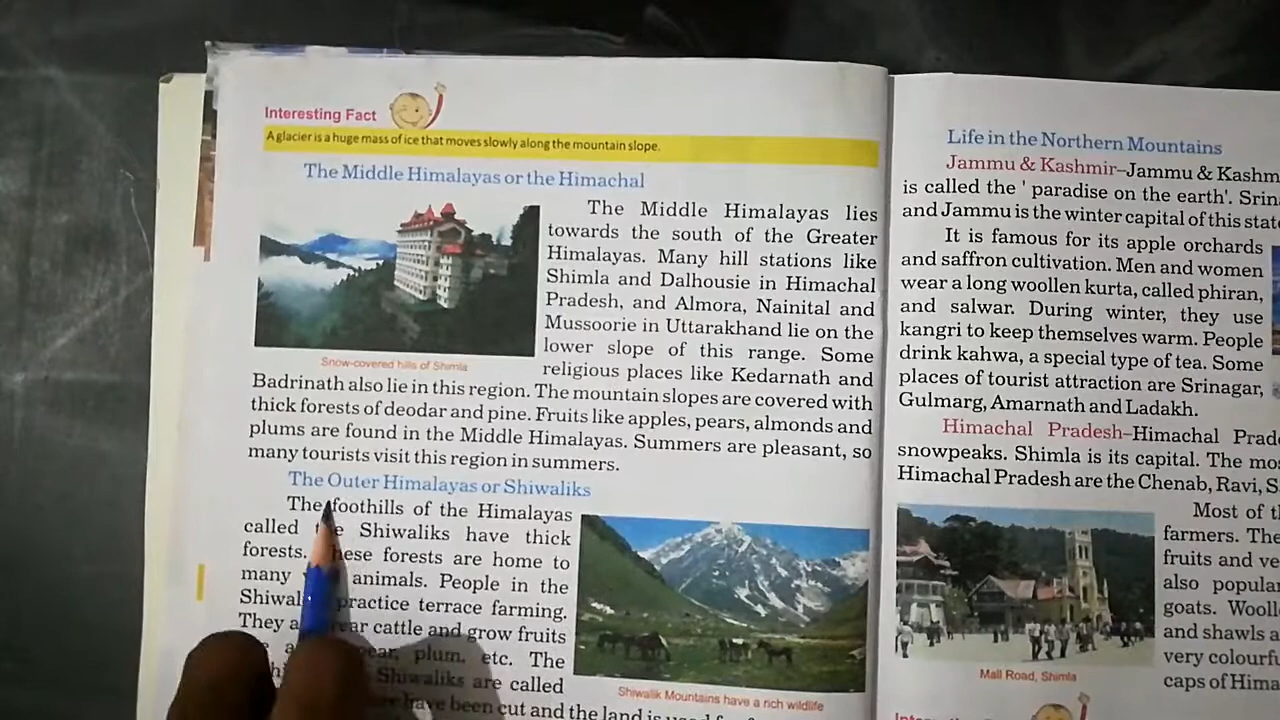 Interesting Fact
A glacier is a huge mass of ice that moves slowly along the mountain slope.
The Middle Himalayas or the Himachal
The Middle Himalayas lies
towards the south of the Greater
Himalayas. Many hill stations like
Shimla and Dalhousie in Himachal
Pradesh, and Almora, Nainital and
Mussoorie in Uttarakhand lie on the
lower slope of this range. Some
religious places like Kedarnath and
Snow-covered hills of Shimla
Badrinath also lie in this region. The mountain slopes are covered with
thick forests of deodar and pine. Fruits like apples, pears, almonds and
plums are found in the Middle Himalayas. Summers are pleasant, so
many tourists visit this region in summers.
The Outer Himalayas or Shiwaliks
The foothills of the Himalayas
called Shiwaliks have thick
forests. these forests are home to
many animals. People in the
practice terrace farming.
They cattle and grow fruits
pear, plum, etc. The
Shiwaliks are called
have been cut and the land is
Shiwalik Mountains have a rich wildlife
Life in the Northern Mountains
Jammu & Kashmir–Jammu & Kashm
is called the ' paradise on the earth'. Srin
and Jammu is the winter capital of this stat
It is famous for its apple orchards
and saffron cultivation. Men and women
wear a long woollen kurta, called phiran,
and salwar. During winter, they use
kangri to keep themselves warm. People
drink kahwa, a special type of tea. Some
places of tourist attraction are Srinagar,
Gulmarg, Amarnath and Ladakh.
Himachal Pradesh–Himachal Prad
snowpeaks. Shimla is its capital. The mo
Himachal Pradesh are the Chenab, Ravi, S
Most of t
farmers. The
fruits and ve
also popula
goats. Wooll
and shawls a
very colourfu
caps of Hima
Mall Road, Shimla